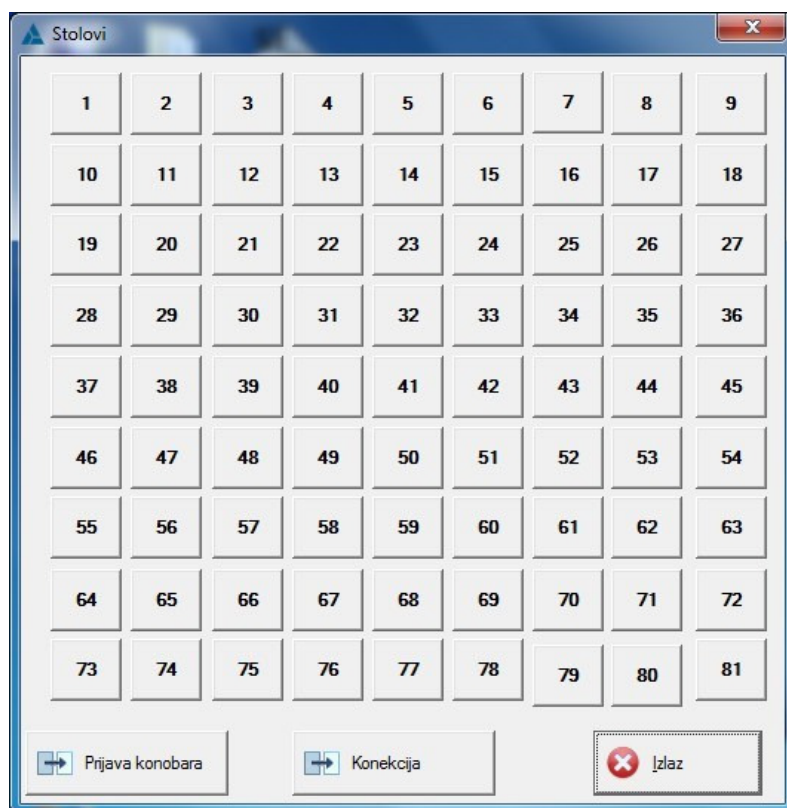 Stolovi
1 2 3 4 5 6 7 8 9
10 11 12 13 14 15 16 17 18
19 20 21 22 23 24 25 26 27
28 29 30 31 32 33 34 35 36
37 38 39 40 41 42 43 44 45
46 47 48 49 50 51 52 53 54
55 56 57 58 59 60 61 62 63
64 65 66 67 68 69 70 71 72
73 74 75 76 77 78 79 80 81
Prijava konobara Konekcija Izlaz